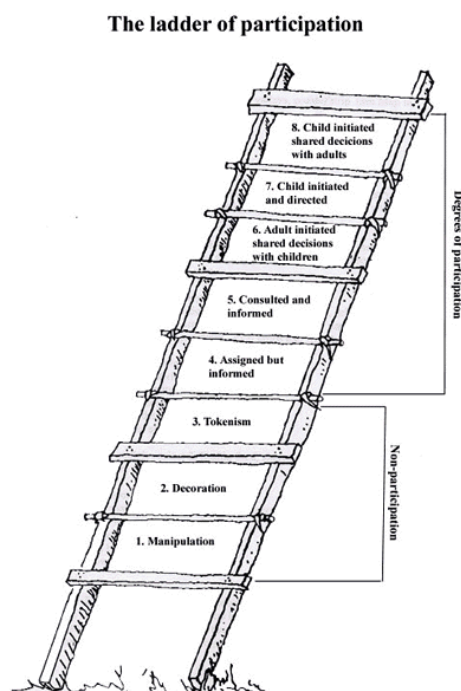 The ladder of participation
8. Child initiated
shared decicions
with adults
7. Child initiated
and directed
6. Adult initiated
shared decisions
with children
5. Consulted and
informed
4. Assigned but
informed
3. Tokenism
2. Decoration
1. Manipulation
Degrees of participation
Non-participation